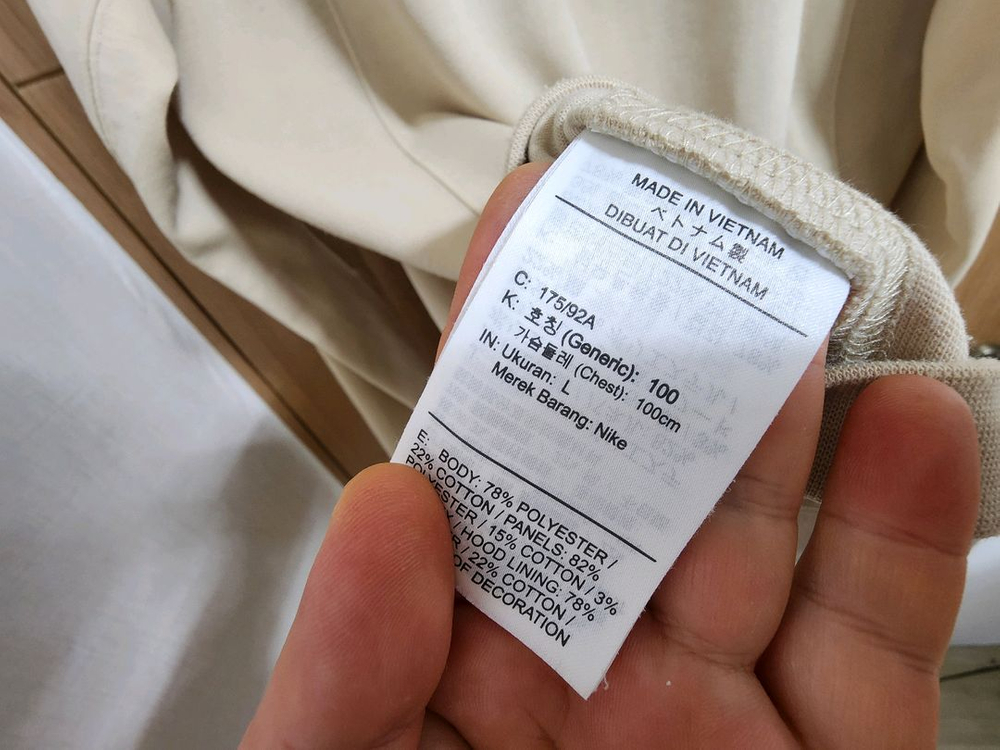 MADE IN VIETNAM
ベトナム製
DIBUAT DI VIETNAM
C: 175/92A
K: 호칭 (Generic): 100
가슴둘레 (Chest): 100cm
IN: Ukuran: L
Merek Barang: Nike
E: BODY: 78% POLYESTER /
22% COTTON / PANELS: 82%
POLYESTER / 15% COTTON / 3%
/ HOOD LINING: 78%
/ 22% COTTON /
OF DECORATION